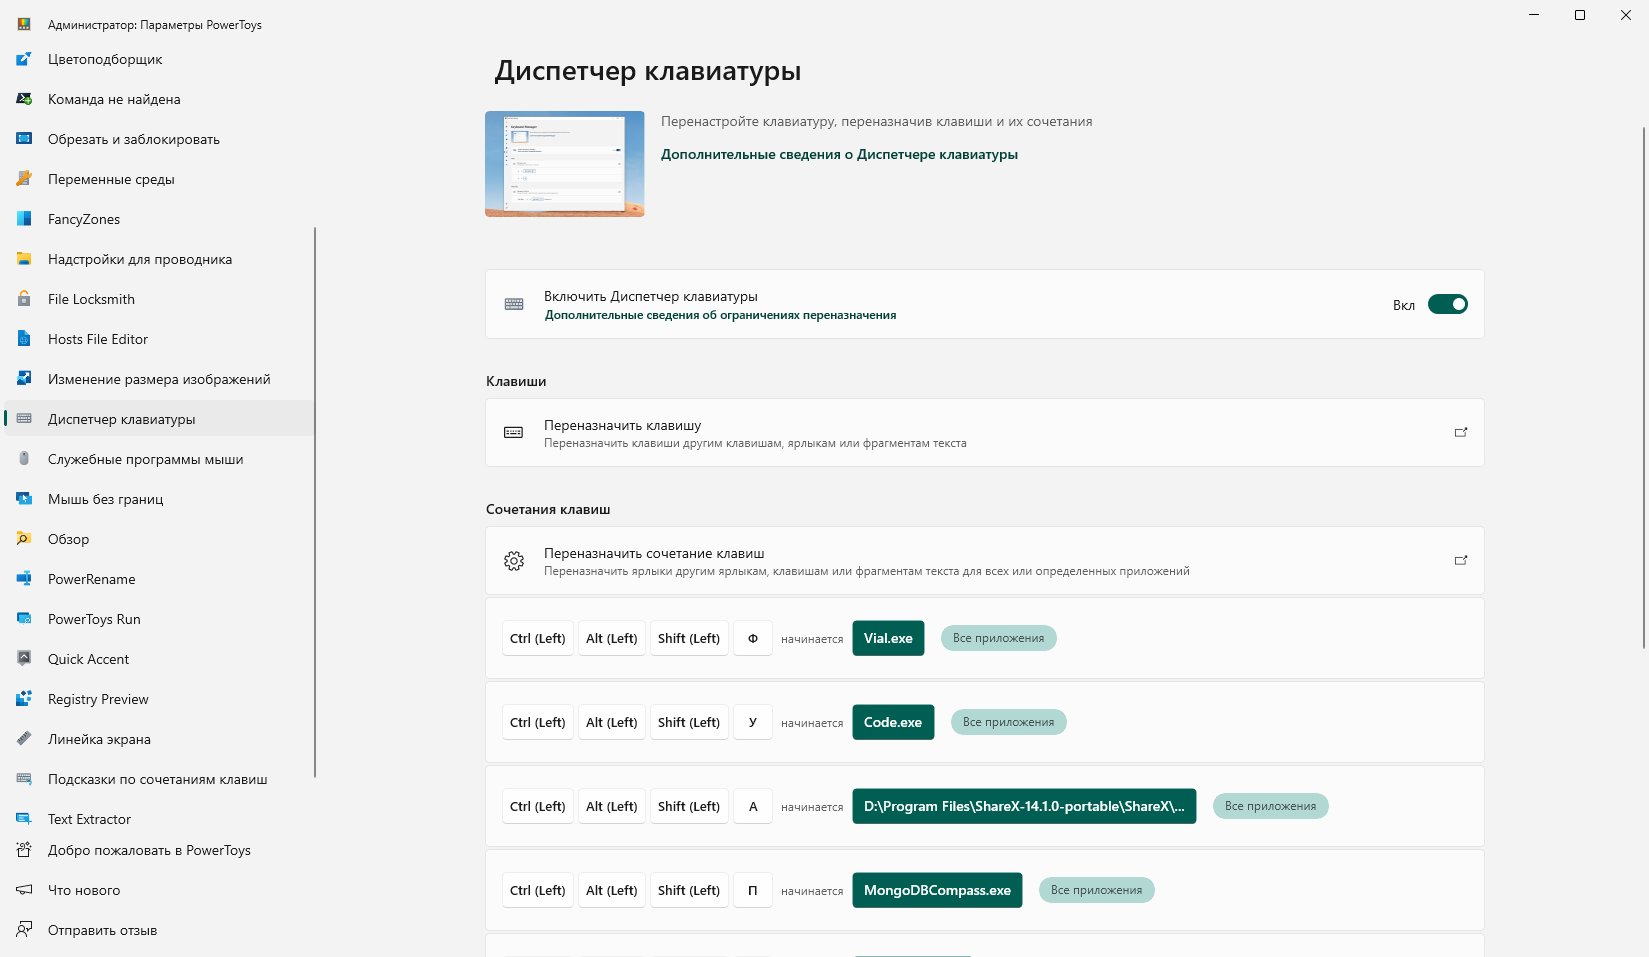 Администратор: Параметры PowerToys
Цветоподборщик
Команда не найдена
Обрезать и заблокировать
Переменные среды
FancyZones
Надстройки для проводника
File Locksmith
Hosts File Editor
Изменение размера изображений
Диспетчер клавиатуры
Служебные программы мыши
Мышь без границ
Обзор
PowerRename
PowerToys Run
Quick Accent
Registry Preview
Линейка экрана
Подсказки по сочетаниям клавиш
Text Extractor
Добро пожаловать в PowerToys
Что нового
Отправить отзыв
Диспетчер клавиатуры
Перенастройте клавиатуру, переназначив клавиши и их сочетания
Дополнительные сведения о Диспетчере клавиатуры
Включить Диспетчер клавиатуры
Дополнительные сведения об ограничениях переназначения
Вкл
Клавиши
Переназначить клавишу
Переназначить клавиши другим клавишам, ярлыкам или фрагментам текста
Сочетания клавиш
Переназначить сочетание клавиш
Переназначить ярлыки другим ярлыкам, клавишам или фрагментам текста для всех или определенных приложений
Ctrl (Left) Alt (Left) Shift (Left) Ф начинается Vial.exe Все приложения
Ctrl (Left) Alt (Left) Shift (Left) У начинается Code.exe Все приложения
Ctrl (Left) Alt (Left) Shift (Left) А начинается D:\Program Files\ShareX-14.1.0-portable\ShareX\... Все приложения
Ctrl (Left) Alt (Left) Shift (Left) П начинается MongoDBCompass.exe Все приложения